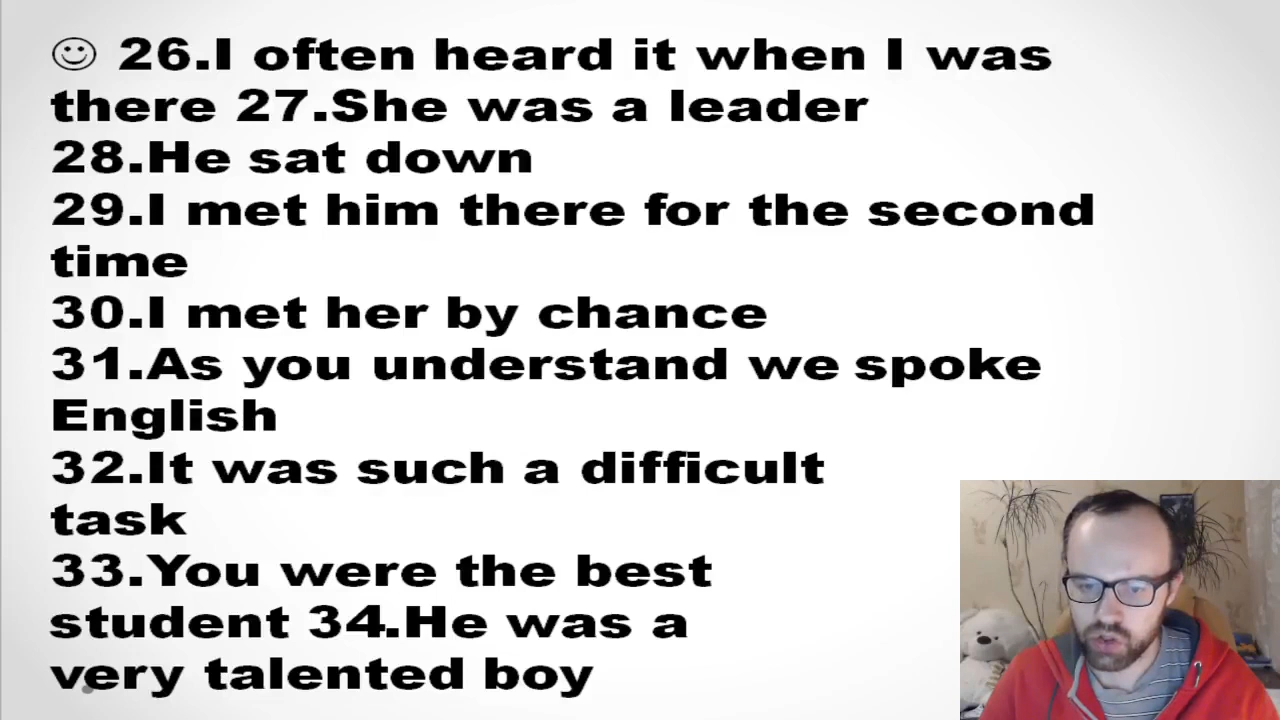 ☺ 26.I often heard it when I was
there 27.She was a leader
28.He sat down
29.I met him there for the second
time
30.I met her by chance
31.As you understand we spoke
English
32.It was such a difficult
task
33.You were the best
student 34.He was a
very talented boy